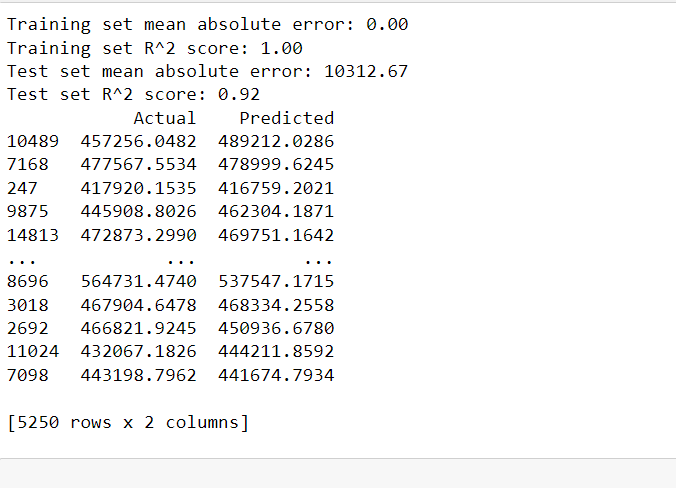 Training set mean absolute error: 0.00
Training set R^2 score: 1.00
Test set mean absolute error: 10312.67
Test set R^2 score: 0.92
Actual Predicted
10489 457256.0482 489212.0286
7168 477567.5534 478999.6245
247 417920.1535 416759.2021
9875 445908.8026 462304.1871
14813 472873.2990 469751.1642
... ... ...
8696 564731.4740 537547.1715
3018 467904.6478 468334.2558
2692 466821.9245 450936.6780
11024 432067.1826 444211.8592
7098 443198.7962 441674.7934
[5250 rows x 2 columns]